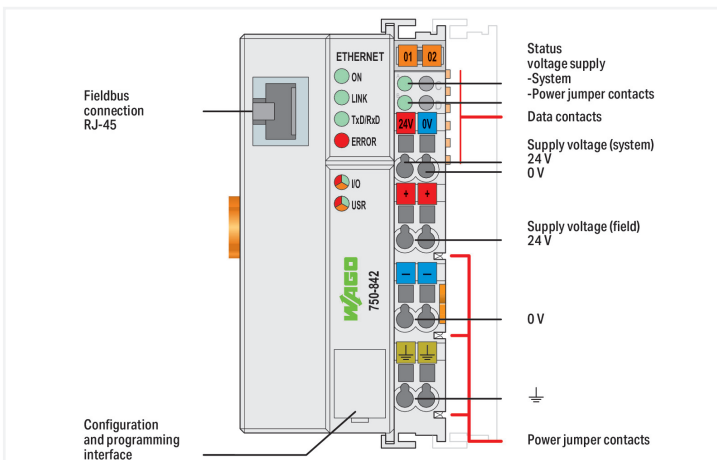 Fieldbus
connection
RJ-45
Configuration
and programming
interface
ETHERNET
ON
LINK
TxD/RxD
ERROR
I/O
USR
WAGO
750-842
01 02
C
D
24V 0V
+ +
− −
Status
voltage supply
-System
-Power jumper contacts
Data contacts
Supply voltage (system)
24 V
0 V
Supply voltage (field)
24 V
0 V
Power jumper contacts